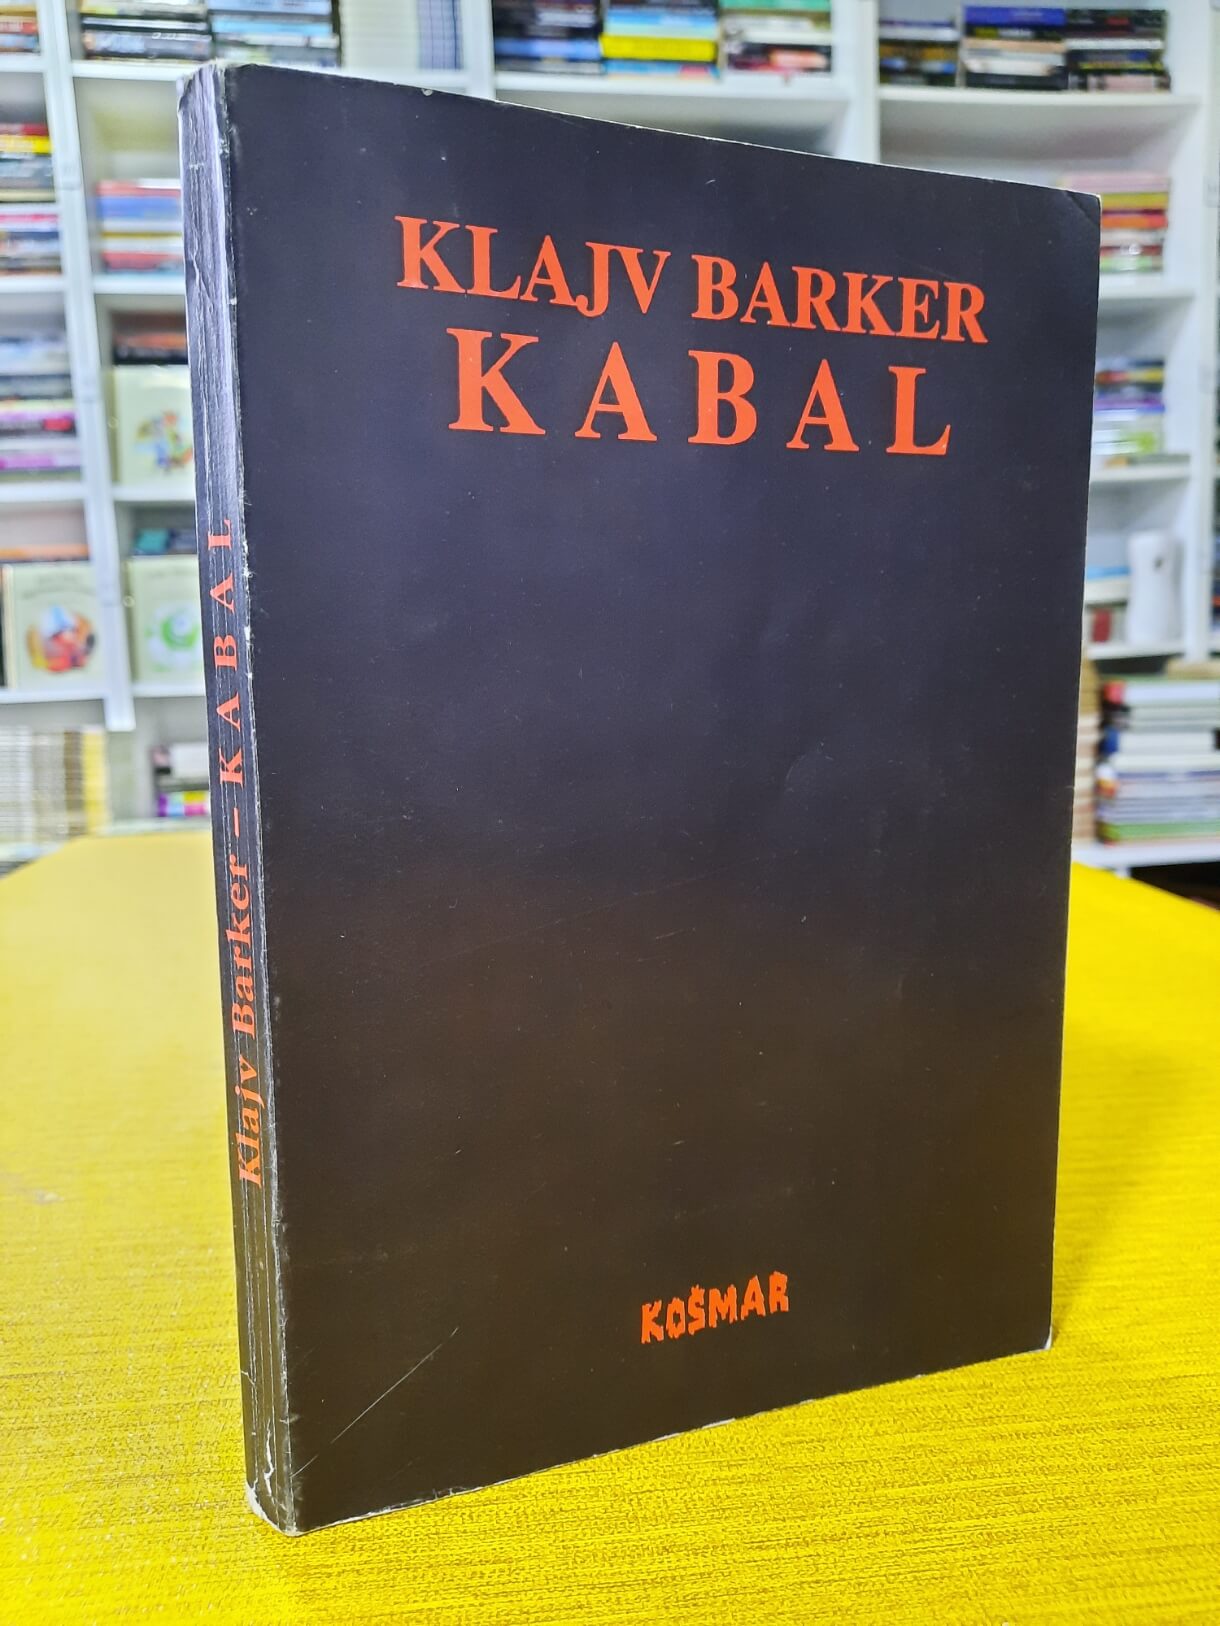 KLAJV BARKER
KABAL
KOŠMAR
Klajv Barker – KABAL